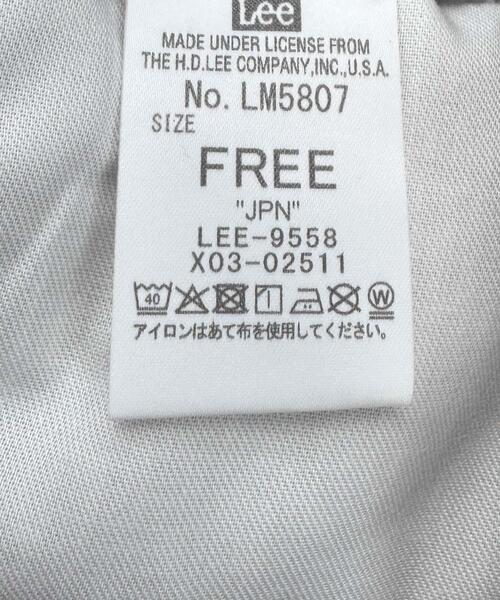 Lee
MADE UNDER LICENSE FROM
THE H.D.LEE COMPANY,INC.,U.S.A.
No. LM5807
SIZE
FREE
"JPN"
LEE-9558
X03-02511
40 W
アイロンはあて布を使用してください。